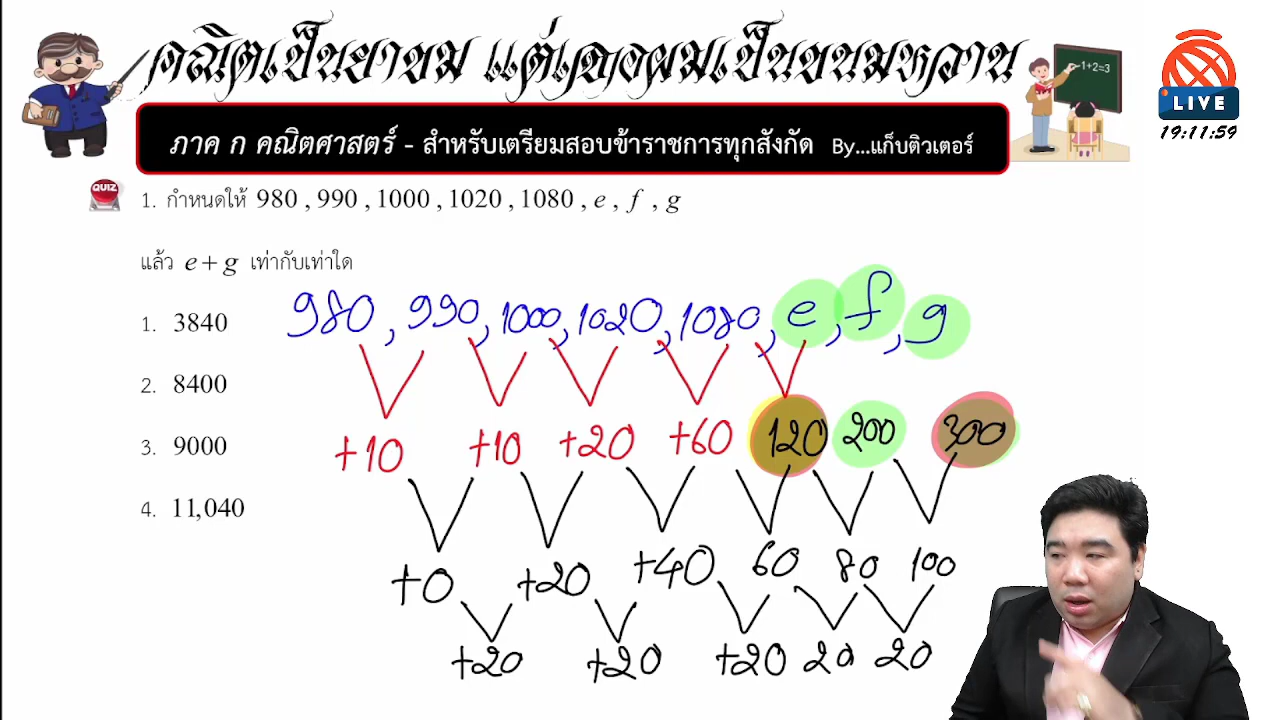 คณิตเป็นยาขม แต่เจอผมเป็นขนมหวาน
1+2=3
LIVE
19:11:59
ภาค ก คณิตศาสตร์ - สำหรับเตรียมสอบข้าราชการทุกสังกัด By...แก็บติวเตอร์
QUIZ
1. กำหนดให้ 980 , 990 , 1000 , 1020 , 1080 , e , f , g
แล้ว e + g เท่ากับเท่าใด
980, 990, 1000, 1020, 1080, e, f, g
1. 3840
2. 8400
3. 9000
4. 11,040
+10 +10 +20 +60 120 200 300
+0 +20 +40 60 80 100
+20 +20 +20 20 20